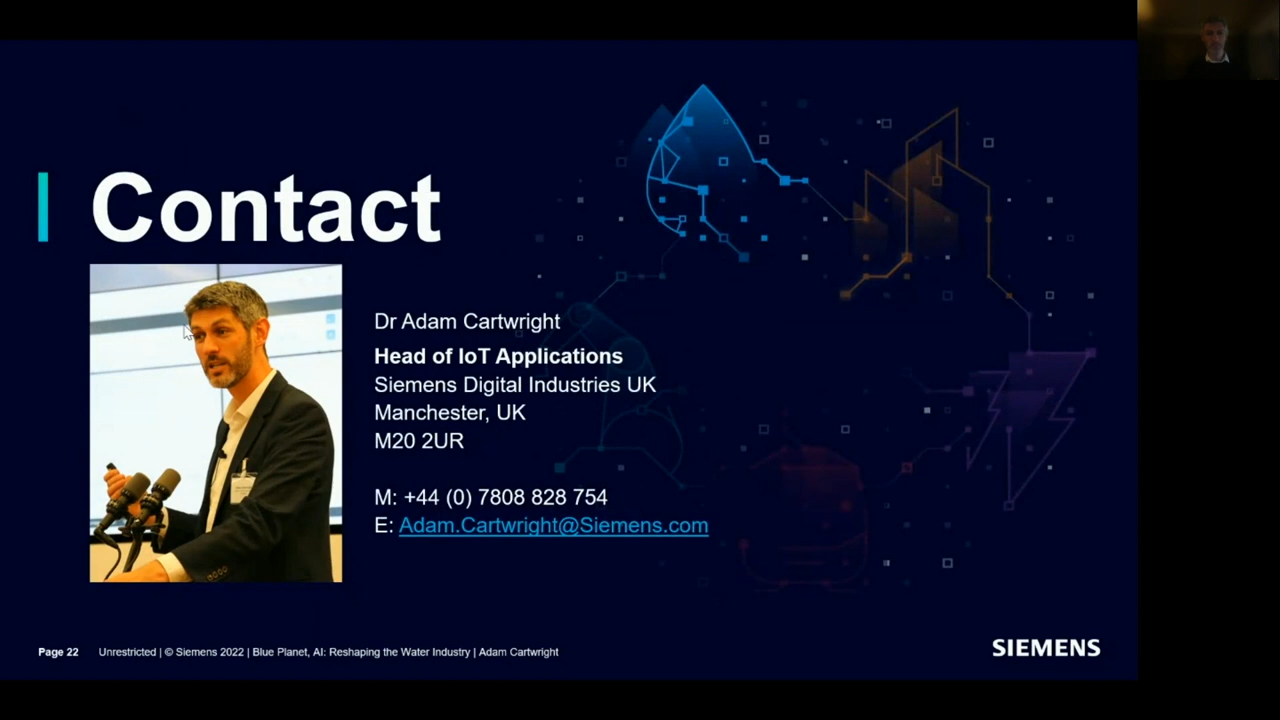 Contact
Dr Adam Cartwright
Head of IoT Applications
Siemens Digital Industries UK
Manchester, UK
M20 2UR
M: +44 (0) 7808 828 754
E: Adam.Cartwright@Siemens.com
Page 22 Unrestricted | © Siemens 2022 | Blue Planet, AI: Reshaping the Water Industry | Adam Cartwright
SIEMENS